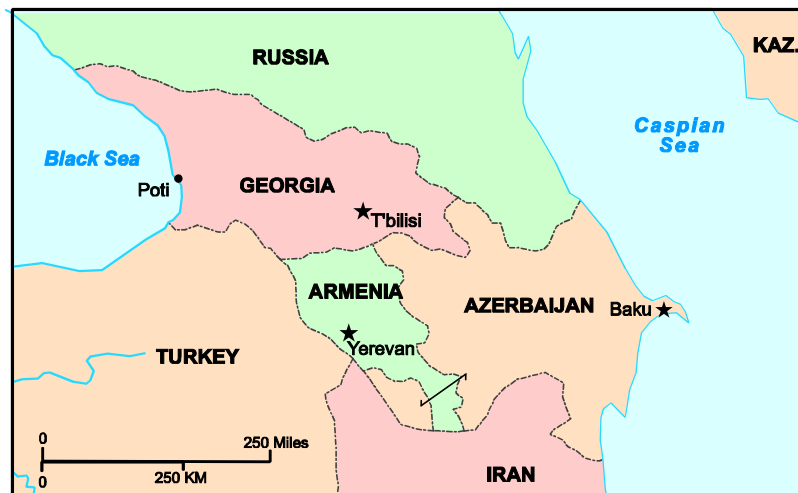 RUSSIA
KAZ.
Caspian
Sea
Black Sea
Poti
GEORGIA
T'bilisi
ARMENIA
AZERBAIJAN
Baku
Yerevan
TURKEY
0
250 Miles
0
250 KM
IRAN